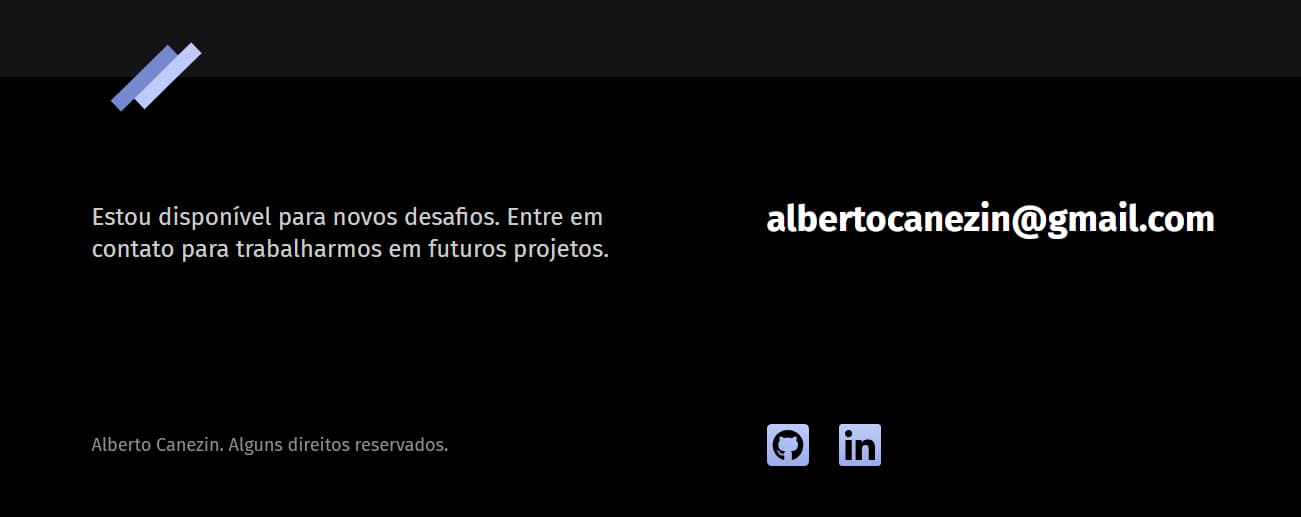 Estou disponível para novos desafios. Entre em
contato para trabalharmos em futuros projetos.
albertocanezin@gmail.com
Alberto Canezin. Alguns direitos reservados.
in